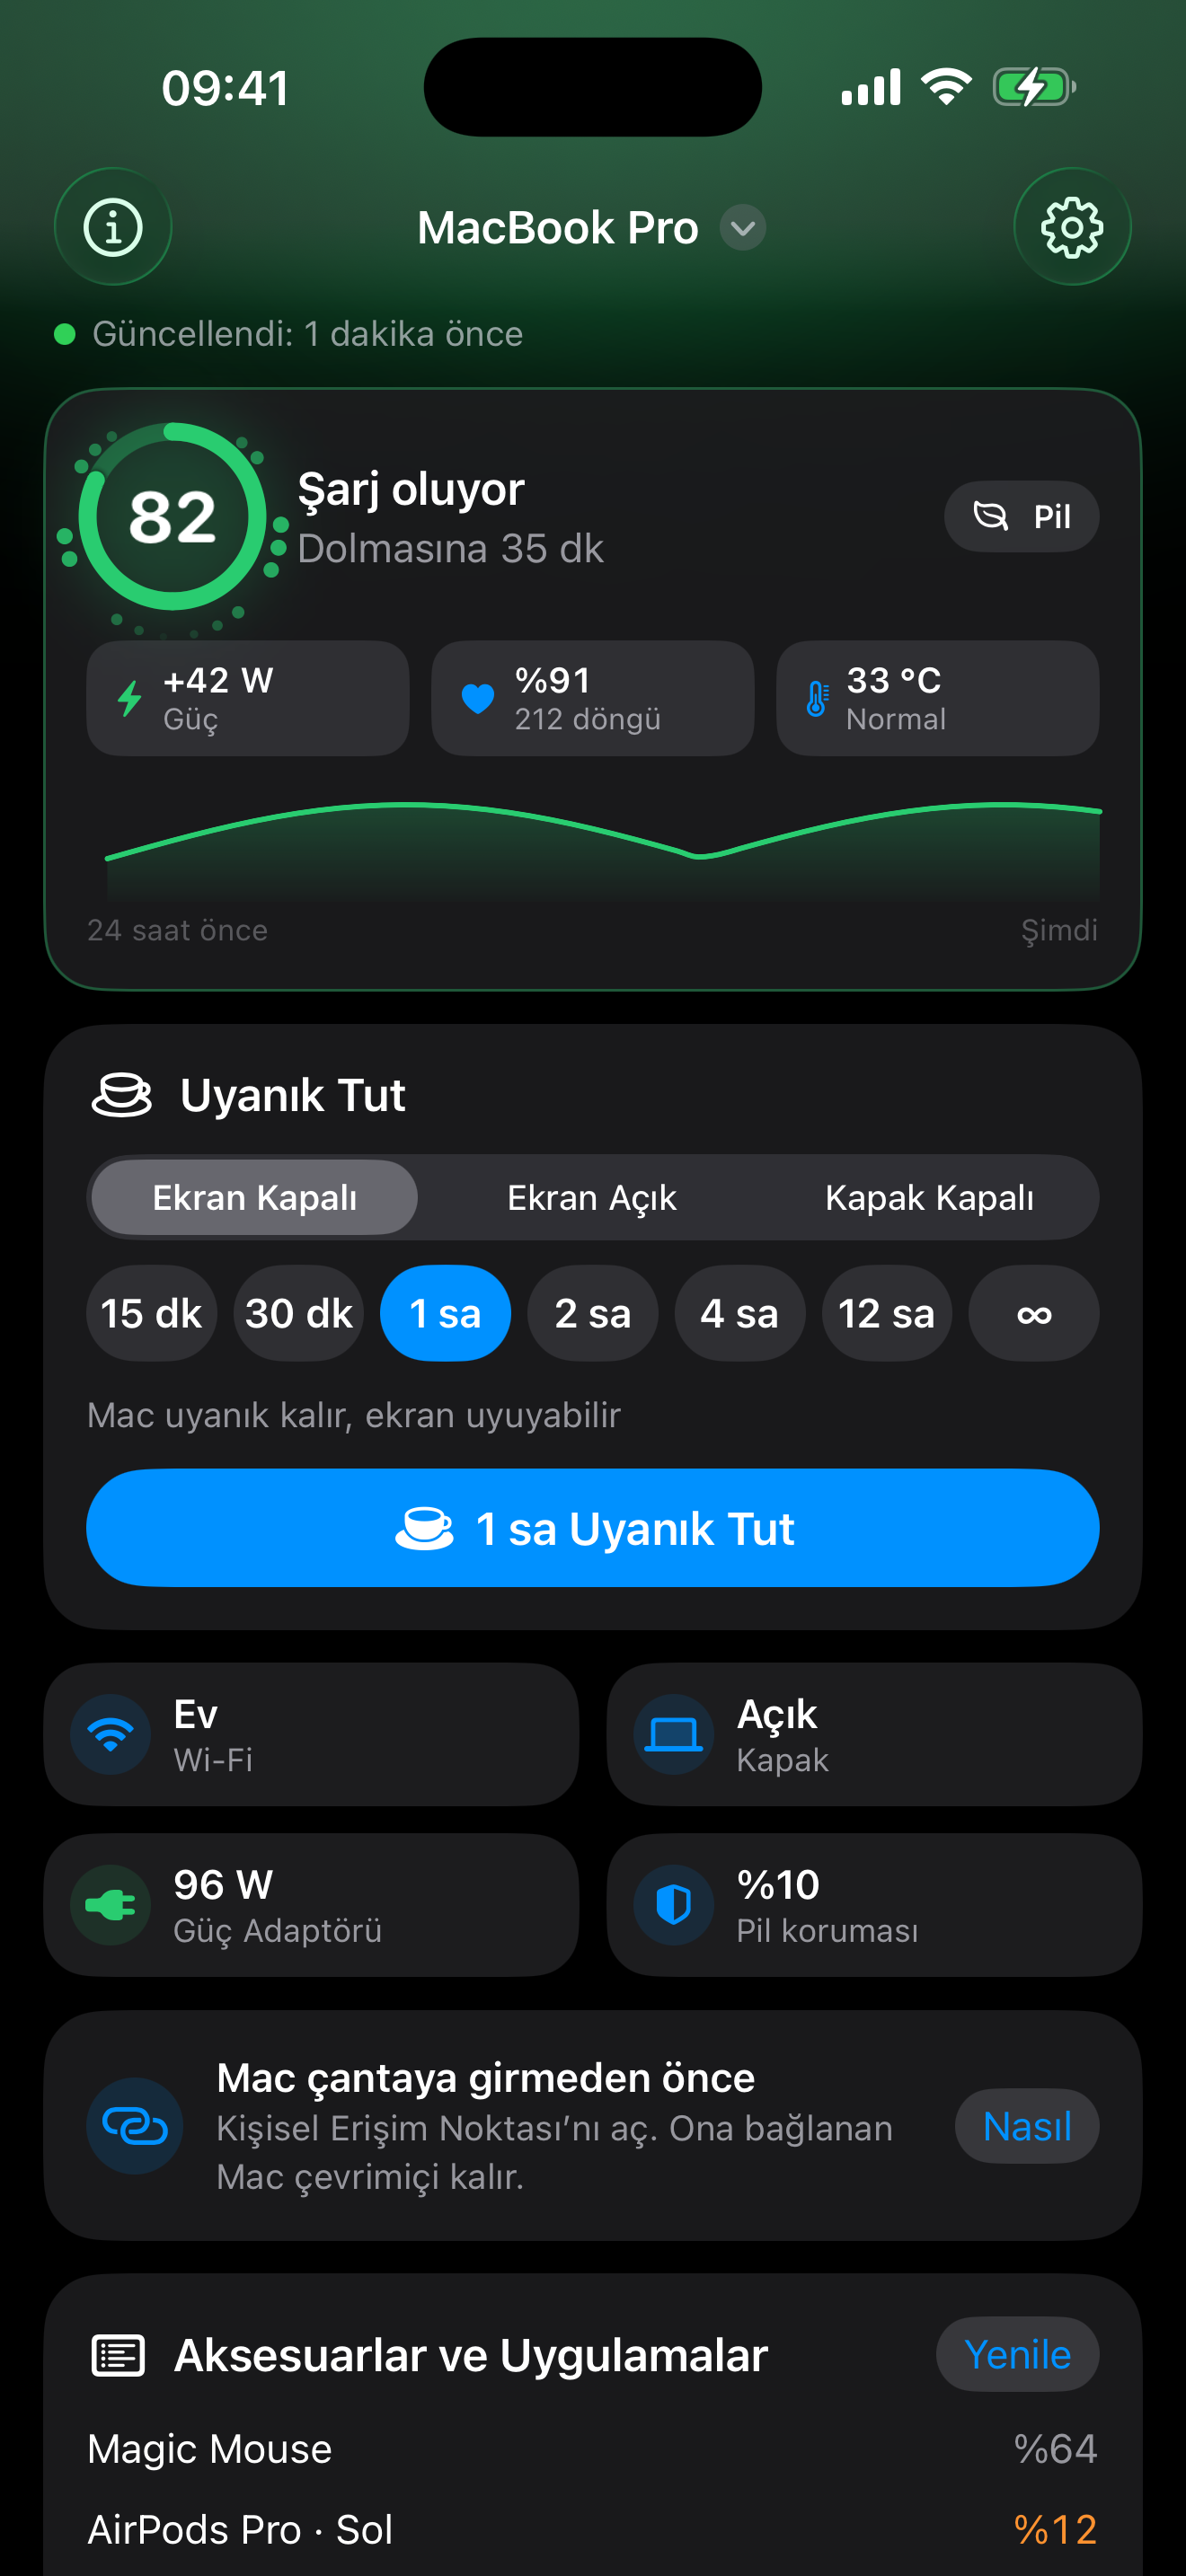 09:41
MacBook Pro
Güncellendi: 1 dakika önce
82
Şarj oluyor
Dolmasına 35 dk
Pil
+42 W
Güç
%91
212 döngü
33 °C
Normal
24 saat önce
Şimdi
Uyanık Tut
Ekran Kapalı
Ekran Açık
Kapak Kapalı
15 dk
30 dk
1 sa
2 sa
4 sa
12 sa
∞
Mac uyanık kalır, ekran uyuyabilir
1 sa Uyanık Tut
Ev
Wi-Fi
Açık
Kapak
96 W
Güç Adaptörü
%10
Pil koruması
Mac çantaya girmeden önce
Kişisel Erişim Noktası’nı aç. Ona bağlanan
Mac çevrimiçi kalır.
Nasıl
Aksesuarlar ve Uygulamalar
Yenile
Magic Mouse
%64
AirPods Pro · Sol
%12